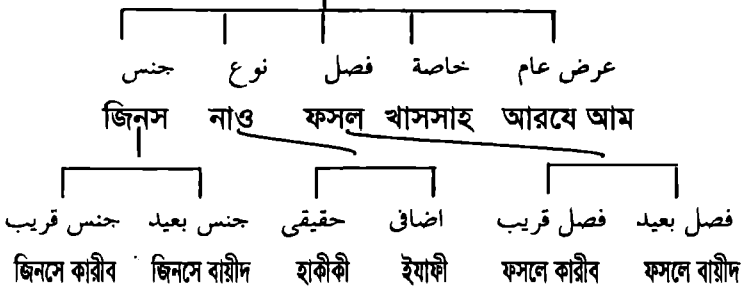 جنس نوع فصل خاصة عرض عام
জিনস নাও ফসল খাসসাহ আরযে আম
جنس قريب جنس بعيد حقيقى اضافى فصل قريب فصل بعيد
জিনসে কারীব জিনসে বায়ীদ হাকীকী ইযাফী ফসলে কারীব ফসলে বায়ীদ